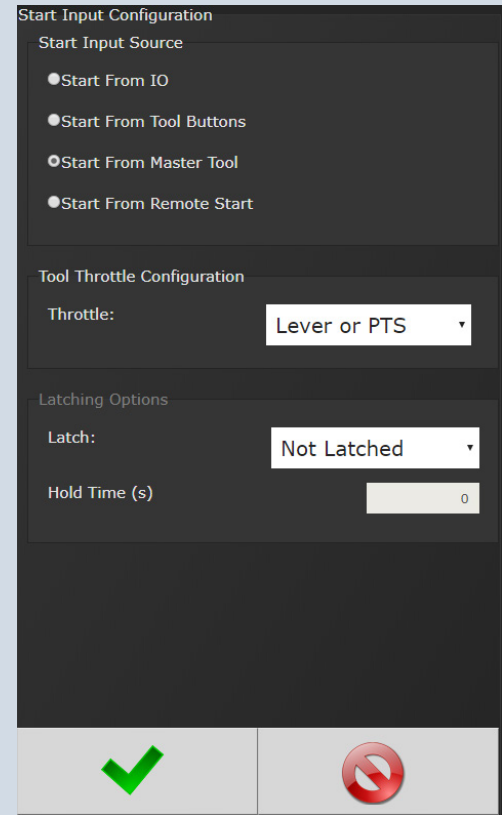 Start Input Configuration
Start Input Source
Start From IO
Start From Tool Buttons
Start From Master Tool
Start From Remote Start
Tool Throttle Configuration
Throttle: Lever or PTS
Latching Options
Latch: Not Latched
Hold Time (s) 0